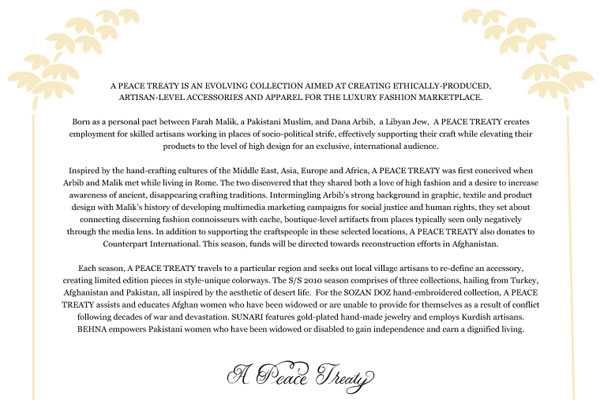 A PEACE TREATY IS AN EVOLVING COLLECTION AIMED AT CREATING ETHICALLY-PRODUCED,
ARTISAN-LEVEL ACCESSORIES AND APPAREL FOR THE LUXURY FASHION MARKETPLACE.
Born as a personal pact between Farah Malik, a Pakistani Muslim, and Dana Arbib, a Libyan Jew, A PEACE TREATY creates
employment for skilled artisans working in places of socio-political strife, effectively supporting their craft while elevating their
products to the level of high design for an exclusive, international audience.
Inspired by the hand-crafting cultures of the Middle East, Asia, Europe and Africa, A PEACE TREATY was first conceived when
Arbib and Malik met while living in Rome. The two discovered that they shared both a love of high fashion and a desire to increase
awareness of ancient, disappearing crafting traditions. Intermingling Arbib's strong background in graphic, textile and product
design with Malik's history of developing multimedia marketing campaigns for social justice and human rights, they set about
connecting discerning fashion connoisseurs with cache, boutique-level artifacts from places typically seen only negatively
through the media lens. In addition to supporting the craftspeople in these selected locations, A PEACE TREATY also donates to
Counterpart International. This season, funds will be directed towards reconstruction efforts in Afghanistan.
Each season, A PEACE TREATY travels to a particular region and seeks out local village artisans to re-define an accessory,
creating limited edition pieces in style-unique colorways. The S/S 2010 season comprises of three collections, hailing from Turkey,
Afghanistan and Pakistan, all inspired by the aesthetic of desert life. For the SOZAN DOZ hand-embroidered collection, A PEACE
TREATY assists and educates Afghan women who have been widowed or are unable to provide for themselves as a result of conflict
following decades of war and devastation. SUNARI features gold-plated hand-made jewelry and employs Kurdish artisans.
BEHNA empowers Pakistani women who have been widowed or disabled to gain independence and earn a dignified living.
A Peace Treaty